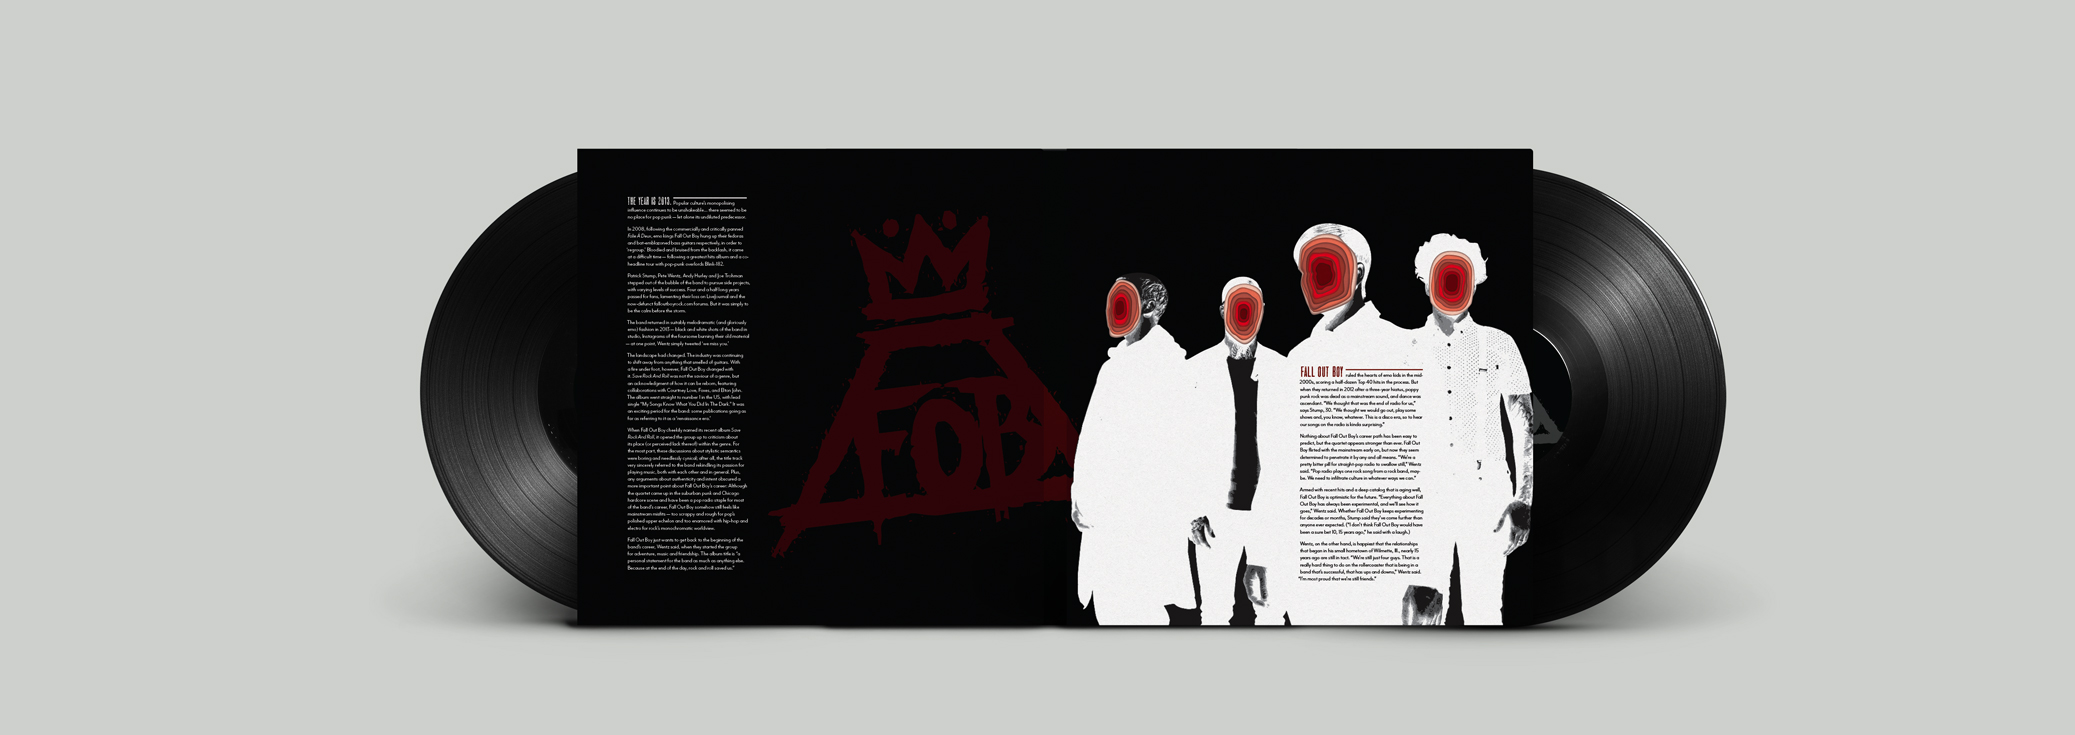 THE YEAR IS 2013. Popular culture's monopolising
influence continues to be unshakeable... there seemed to be
no place for pop punk — let alone its undiluted predecessor.
In 2008, following the commercially and critically panned
Folie À Deux, emo kings Fall Out Boy hung up their fedoras
and bat-emblazoned bass guitars respectively, in order to
'regroup.' Bloodied and bruised from the backlash, it came
at a difficult time — following a greatest hits album and a co-
headline tour with pop-punk overlords Blink-182.
Patrick Stump, Pete Wentz, Andy Hurley and Joe Trohman
stepped out of the bubble of the band to pursue side projects,
with varying levels of success. Four and a half long years
passed for fans, lamenting their loss on LiveJournal and the
now-defunct falloutboyrock.com forums. But it was simply to
be the calm before the storm.
The band returned in suitably melodramatic (and gloriously
emo) fashion in 2013 — black and white shots of the band in
studio, Instagrams of the foursome burning their old material
— at one point, Wentz simply tweeted 'we miss you.'
The landscape had changed. The industry was continuing
to shift away from anything that smelled of guitars. With
a fire under foot, however, Fall Out Boy changed with
it. Save Rock And Roll was not the saviour of a genre, but
an acknowledgment of how it can be reborn, featuring
collaborations with Courtney Love, Foxes, and Elton John.
The album went straight to number 1 in the US, with lead
single "My Songs Know What You Did In The Dark." It was
an exciting period for the band: some publications going as
far as referring to it as a 'renaissance era.'
When Fall Out Boy cheekily named its recent album Save
Rock And Roll, it opened the group up to criticism about
its place (or perceived lack thereof) within the genre. For
the most part, these discussions about stylistic semantics
were boring and needlessly cynical; after all, the title track
very sincerely referred to the band rekindling its passion for
playing music, both with each other and in general. Plus,
any arguments about authenticity and intent obscured a
more important point about Fall Out Boy's career: Although
the quartet came up in the suburban punk and Chicago
hardcore scene and have been a pop radio staple for most
of the band's career, Fall Out Boy somehow still feels like
mainstream misfits — too scrappy and rough for pop's
polished upper echelon and too enamored with hip-hop and
electro for rock's monochromatic worldview.
Fall Out Boy just wants to get back to the beginning of the
band's career, Wentz said, when they started the group
for adventure, music and friendship. The album title is "a
personal statement for the band as much as anything else.
Because at the end of the day, rock and roll saved us."
FOB
FALL OUT BOY ruled the hearts of emo kids in the mid-
2000s, scoring a half-dozen Top 40 hits in the process. But
when they returned in 2012 after a three-year hiatus, poppy
punk rock was dead as a mainstream sound, and dance was
ascendant. "We thought that was the end of radio for us,"
says Stump, 30. "We thought we would go out, play some
shows and, you know, whatever. This is a disco era, so to hear
our songs on the radio is kinda surprising."
Nothing about Fall Out Boy's career path has been easy to
predict, but the quartet appears stronger than ever. Fall Out
Boy flirted with the mainstream early on, but now they seem
determined to penetrate it by any and all means. "We're a
pretty bitter pill for straight-pop radio to swallow still," Wentz
said. "Pop radio plays one rock song from a rock band, may-
be. We need to infiltrate culture in whatever ways we can."
Armed with recent hits and a deep catalog that is aging well,
Fall Out Boy is optimistic for the future. "Everything about Fall
Out Boy has always been experimental, and we'll see how it
goes," Wentz said. Whether Fall Out Boy keeps experimenting
for decades or months, Stump said they've come further than
anyone ever expected. ("I don't think Fall Out Boy would have
been a sure bet 10, 15 years ago," he said with a laugh.)
Wentz, on the other hand, is happiest that the relationships
that began in his small hometown of Wilmette, Ill., nearly 15
years ago are still in tact. "We're still just four guys. That is a
really hard thing to do on the rollercoaster that is being in a
band that's successful, that has ups and downs," Wentz said.
"I'm most proud that we're still friends."